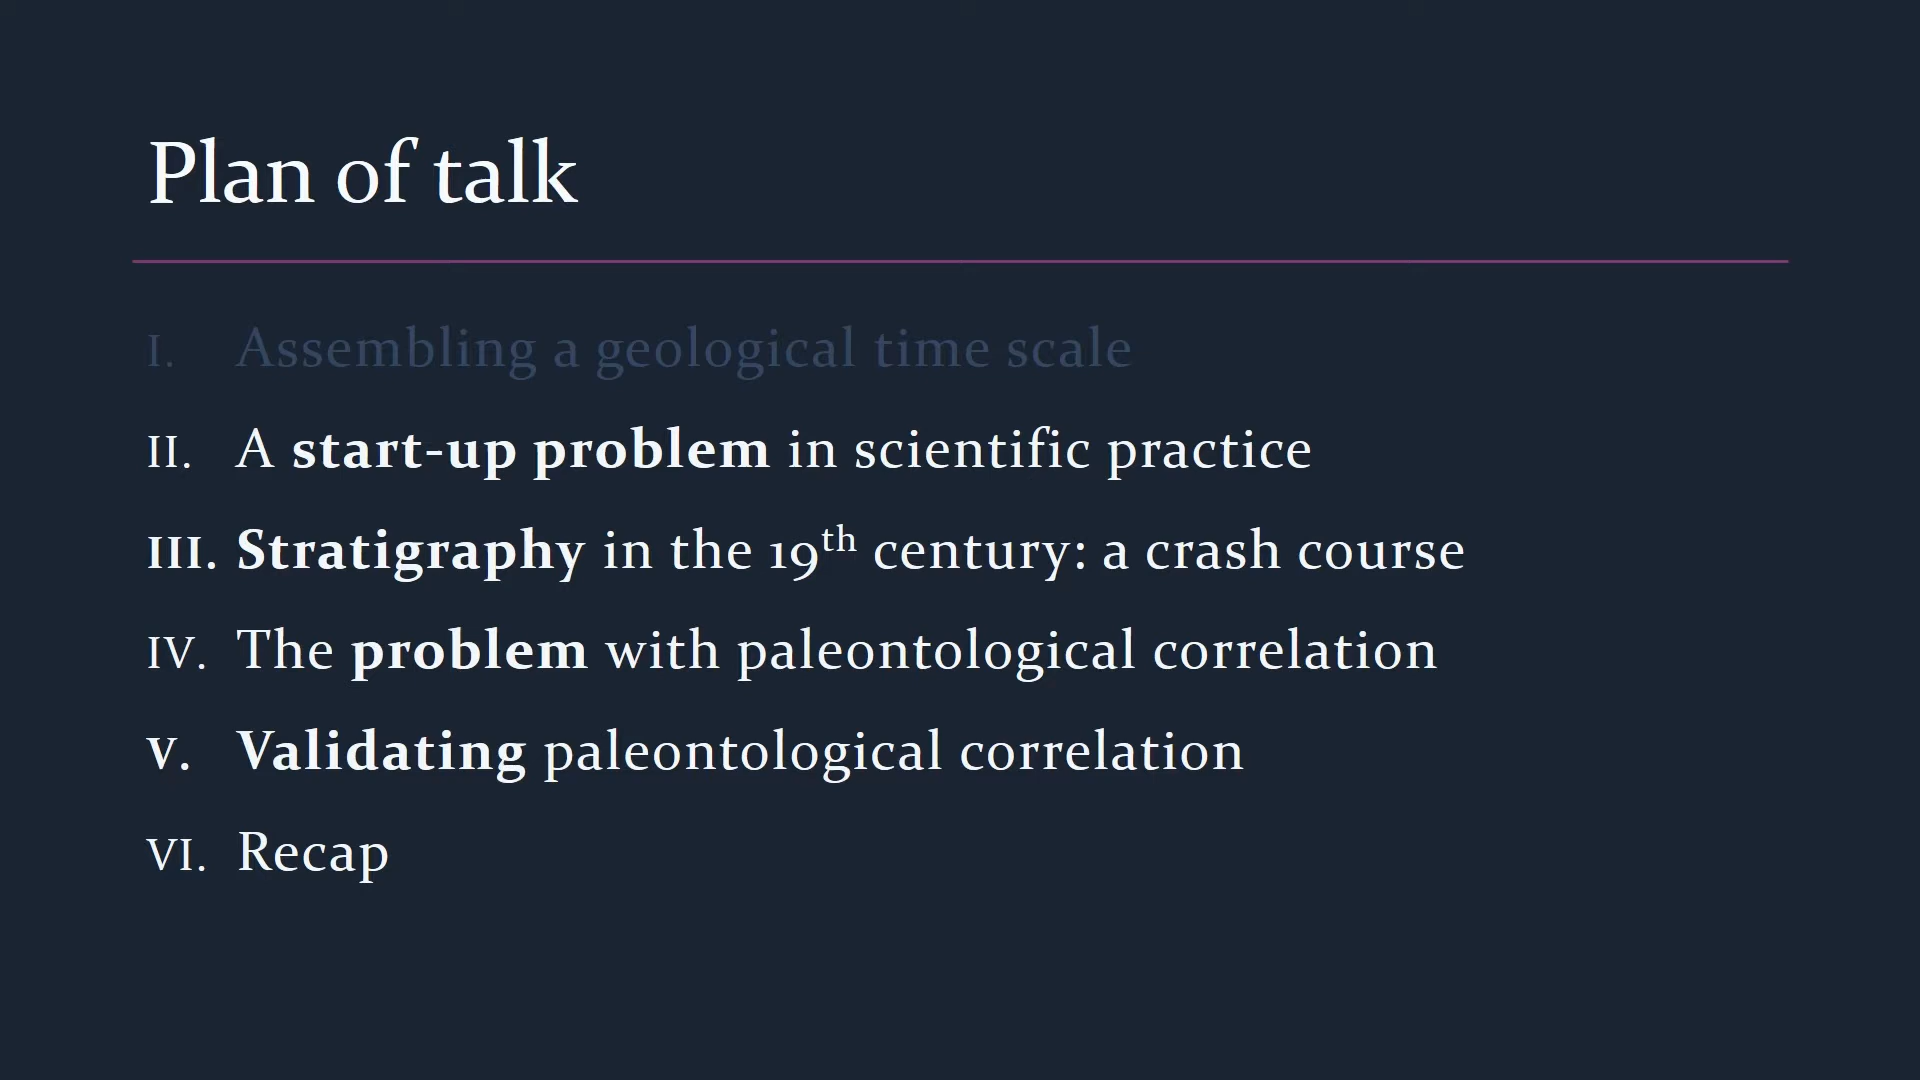 Plan of talk
I. Assembling a geological time scale
II. A start-up problem in scientific practice
III. Stratigraphy in the 19th century: a crash course
IV. The problem with paleontological correlation
V. Validating paleontological correlation
VI. Recap